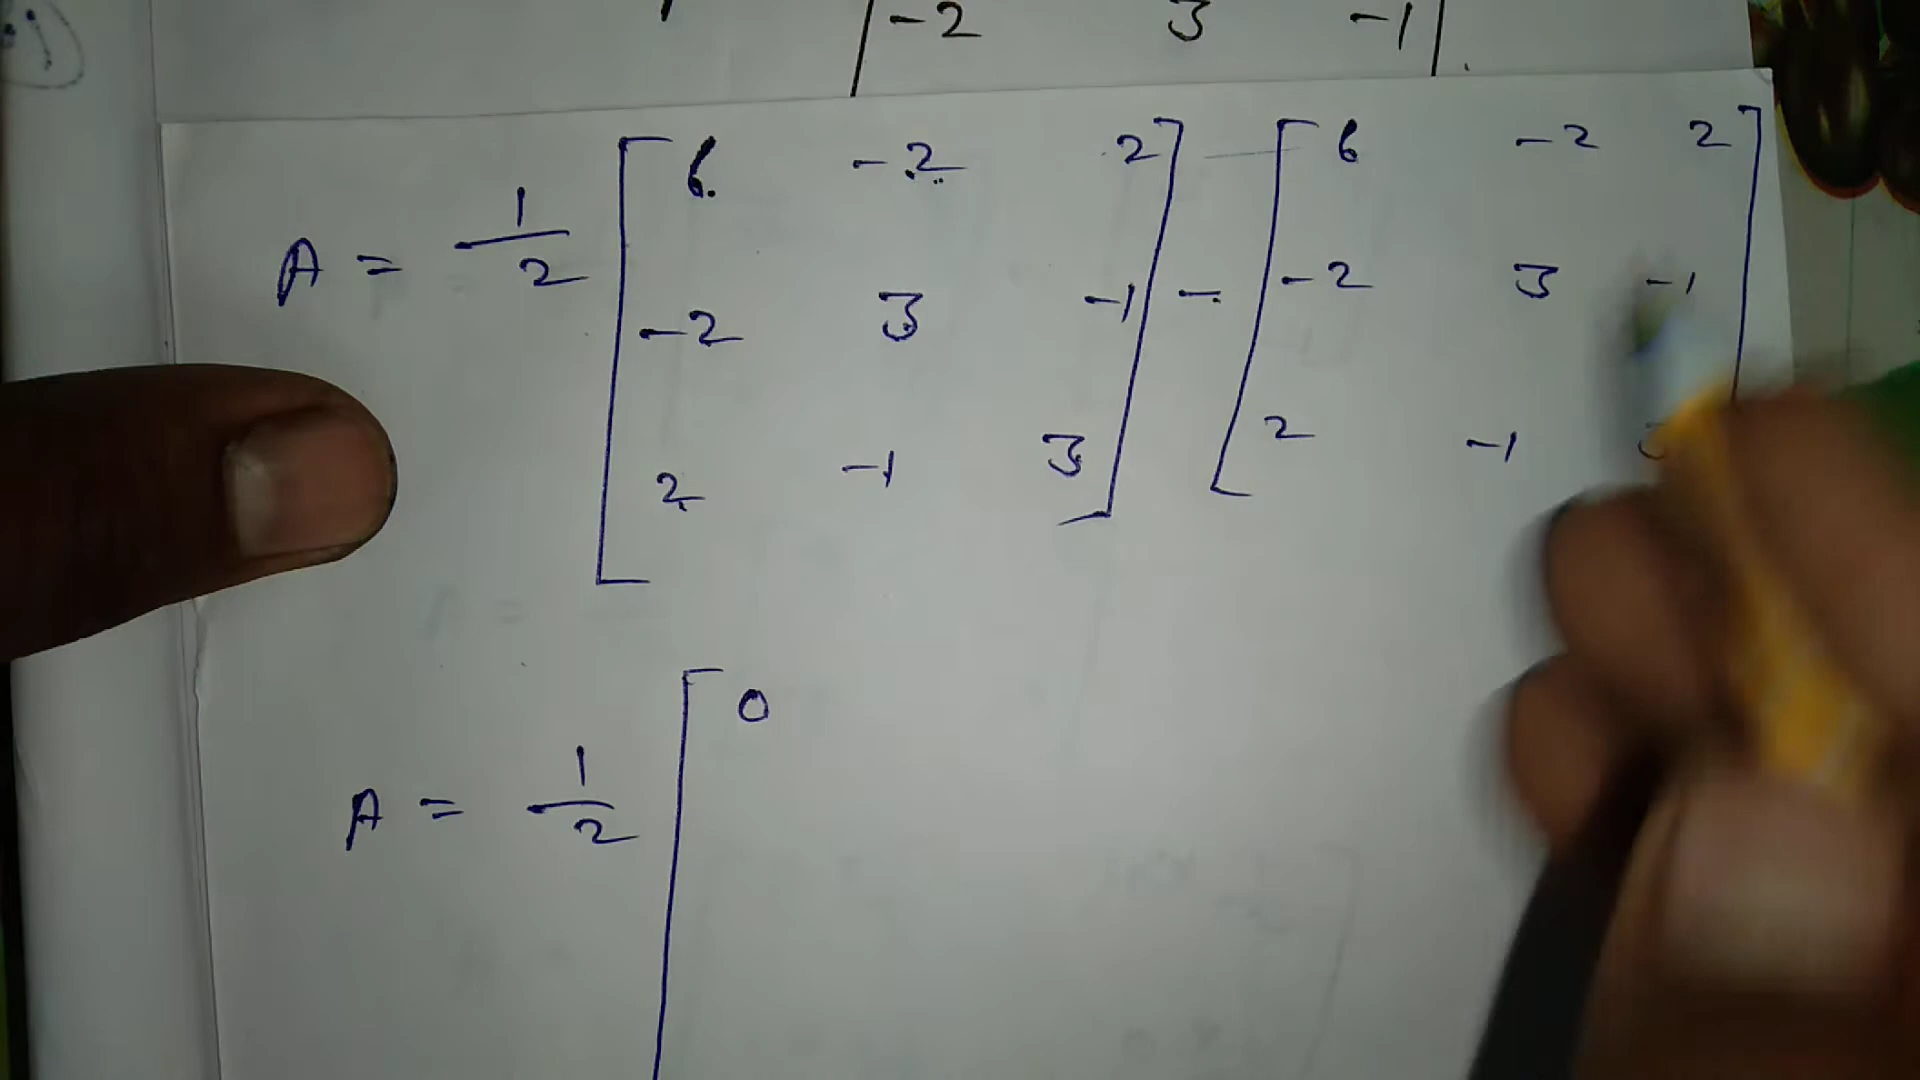 -2 3 -1
A = 1/2 [ 6 -2 2 ] - [ 6 -2 2 ]
-2 3 -1 -2 3 -1
2 -1 3 2 -1
A = 1/2 [ 0